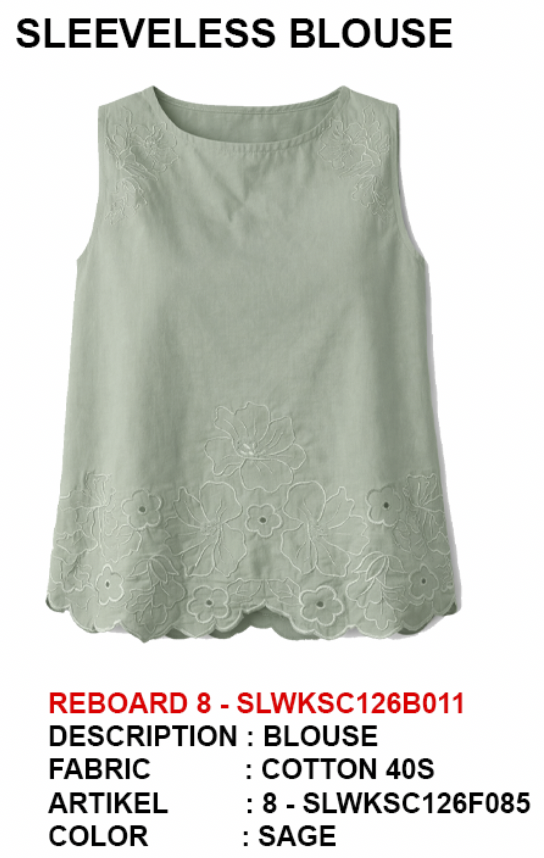 SLEEVELESS BLOUSE
REBOARD 8 - SLWKSC126B011
DESCRIPTION : BLOUSE
FABRIC : COTTON 40S
ARTIKEL : 8 - SLWKSC126F085
COLOR : SAGE